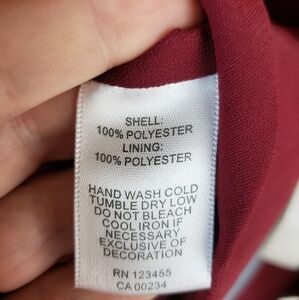 SHELL:
100% POLYESTER
LINING:
100% POLYESTER
HAND WASH COLD
TUMBLE DRY LOW
DO NOT BLEACH
COOL IRON IF
NECESSARY
EXCLUSIVE OF
DECORATION
RN 123455
CA 00234